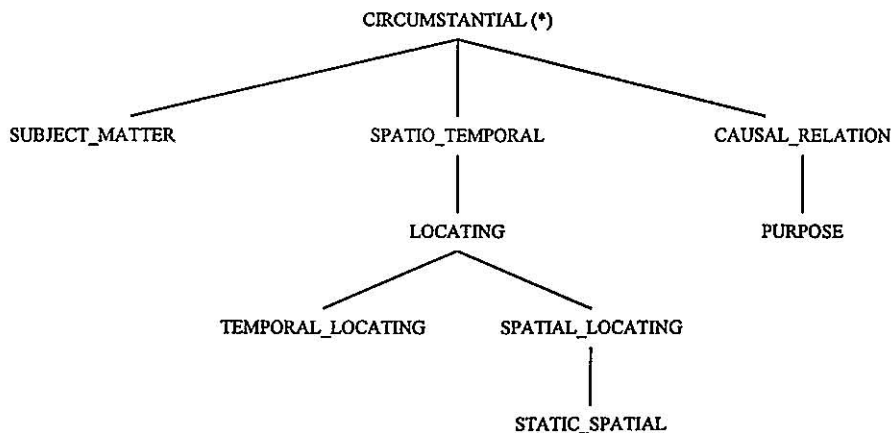 CIRCUMSTANTIAL (*)
SUBJECT_MATTER SPATIO_TEMPORAL CAUSAL_RELATION
LOCATING PURPOSE
TEMPORAL_LOCATING SPATIAL_LOCATING
STATIC_SPATIAL